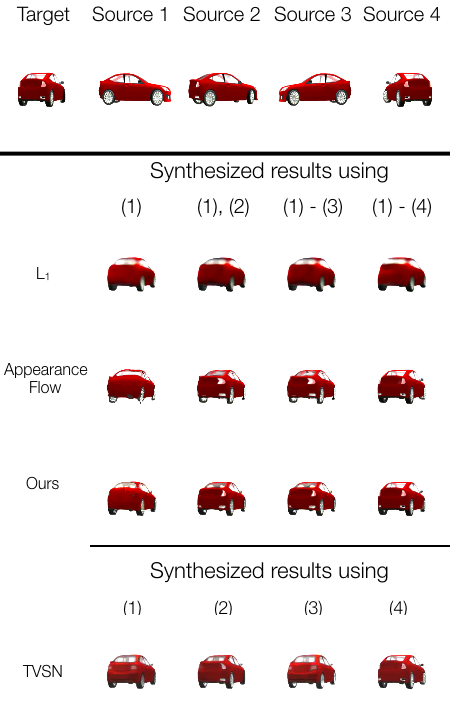 Target Source 1 Source 2 Source 3 Source 4
Synthesized results using
(1) (1), (2) (1) - (3) (1) - (4)
L₁
Appearance
Flow
Ours
Synthesized results using
(1) (2) (3) (4)
TVSN